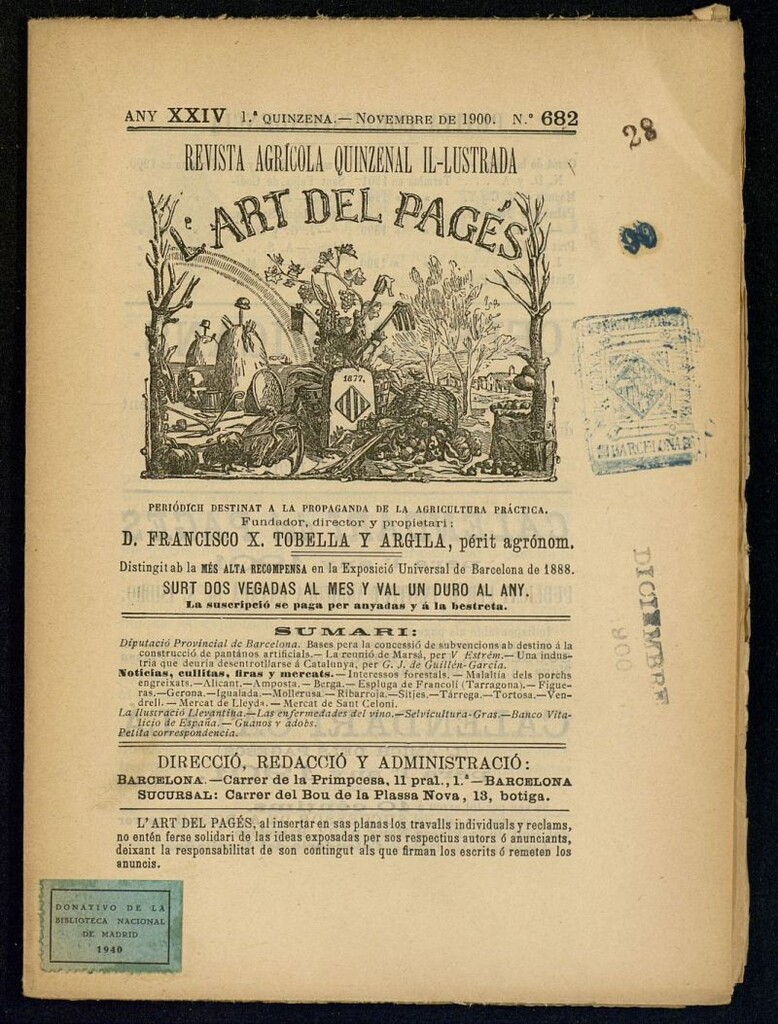 ANY XXIV 1.ª QUINZENA.—NOVEMBRE DE 1900. N.º 682
28
REVISTA AGRÍCOLA QUINZENAL IL-LUSTRADA
L'ART DEL PAGÉS
1877.
BARCELONA
PERIÓDICH DESTINAT A LA PROPAGANDA DE LA AGRICULTURA PRÁCTICA.
Fundador, director y propietari:
D. FRANCISCO X. TOBELLA Y ARGILA, périt agrónom.
Distingit ab la MÉS ALTA RECOMPENSA en la Exposició Universal de Barcelona de 1888.
SURT DOS VEGADAS AL MES Y VAL UN DURO AL ANY.
La suscripció se paga per anyadas y á la bestreta.
DICIEMBRE
900
SUMARI:
Diputació Provincial de Barcelona. Bases pera la concessió de subvencions ab destino á la
construcció de pantános artificials.—La reunió de Marsá, per V Estrém.—Una indus-
tria que deuria desentrotllarse á Catalunya, per G. J. de Guillén-García.
Noticias, cullitas, firas y mercats.—Interessos forestals.—Malaltía dels porchs
engreixats.—Alicant.—Amposta.—Berga.—Espluga de Francolí (Tarragona).—Figue-
ras.—Gerona.—Igualada.—Mollerusa.—Ribarroja.—Sitjes.—Tárrega.—Tortosa.—Ven-
drell.—Mercat de Lleyda.—Mercat de Sant Celoni.
La Ilustració Llevantina.—Las enfermedades del vino.—Selvicultura-Gras.—Banco Vita-
licio de España.—Guanos y adobs.
Petita correspondencia.
DIRECCIÓ, REDACCIÓ Y ADMINISTRACIÓ:
BARCELONA.—Carrer de la Primpcesa, 11 pral., 1.ª—BARCELONA
SUCURSAL: Carrer del Bou de la Plassa Nova, 13, botiga.
L'ART DEL PAGÉS, al insertar en sas planas los travalls individuals y reclams,
no entén ferse solidari de las ideas exposadas per sos respectius autors ó anunciants,
deixant la responsabilitat de son contingut als que firman los escrits ó remeten los
anuncis.
DONATIVO DE LA
BIBLIOTECA NACIONAL
DE MADRID
1940